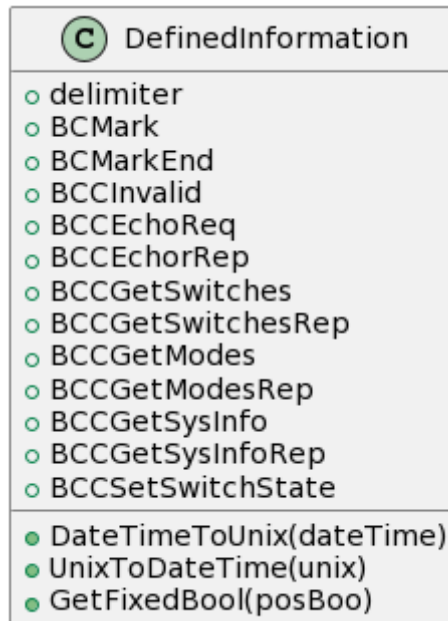 C DefinedInformation
delimiter
BCMark
BCMarkEnd
BCCInvalid
BCCEchoReq
BCCEchorRep
BCCGetSwitches
BCCGetSwitchesRep
BCCGetModes
BCCGetModesRep
BCCGetSysInfo
BCCGetSysInfoRep
BCCSetSwitchState
DateTimeToUnix(dateTime)
UnixToDateTime(unix)
GetFixedBool(posBoo)